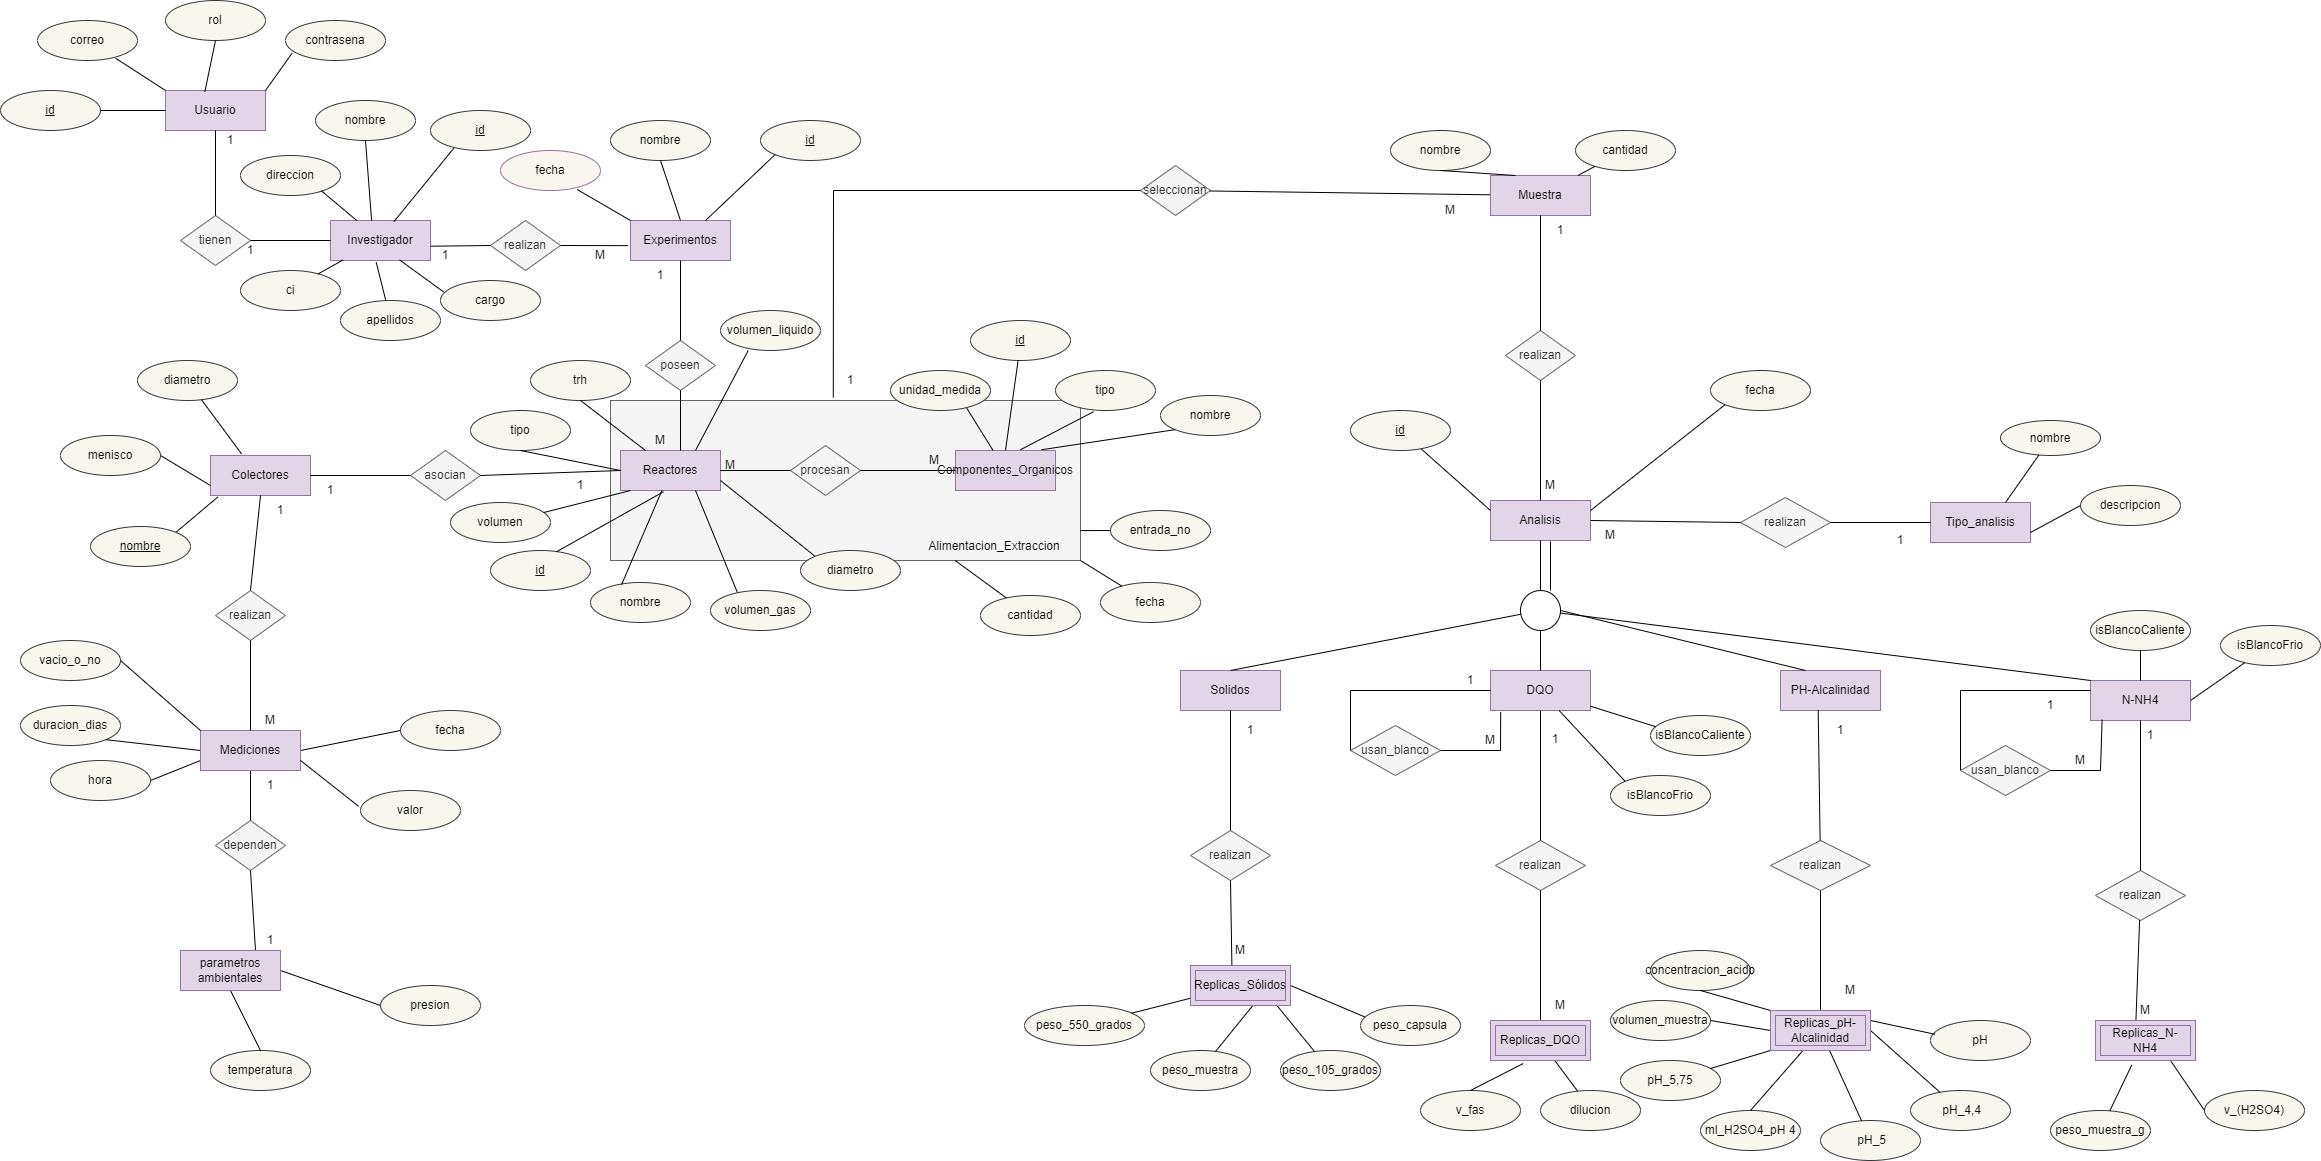 rol
correo
contrasena
id
Usuario
1
tienen
1
nombre
id
direccion
Investigador
1
ci
apellidos
cargo
realizan
M
fecha
nombre
id
Experimentos
1
poseen
M
seleccionan
1
M
nombre
cantidad
Muestra
1
realizan
M
volumen_liquido
trh
tipo
Reactores
M
procesan
M
Componentes_Organicos
unidad_medida
id
tipo
nombre
entrada_no
Alimentacion_Extraccion
fecha
cantidad
diametro
volumen_gas
nombre
id
volumen
1
asocian
1
diametro
menisco
Colectores
nombre
1
realizan
M
vacio_o_no
duracion_dias
hora
Mediciones
fecha
valor
1
dependen
1
parametros
ambientales
presion
temperatura
id
fecha
Analisis
M
realizan
1
nombre
descripcion
Tipo_analisis
Solidos
1
realizan
M
Replicas_Sólidos
peso_550_grados
peso_muestra
peso_105_grados
peso_capsula
DQO
1
usan_blanco
M
isBlancoCaliente
isBlancoFrio
1
realizan
M
Replicas_DQO
v_fas
dilucion
PH-Alcalinidad
1
realizan
M
concentracion_acido
volumen_muestra
Replicas_pH-
Alcalinidad
pH
pH_5,75
ml_H2SO4_pH 4
pH_5
pH_4,4
isBlancoCaliente
isBlancoFrio
N-NH4
1
usan_blanco
M
1
realizan
M
Replicas_N-
NH4
peso_muestra_g
v_(H2SO4)